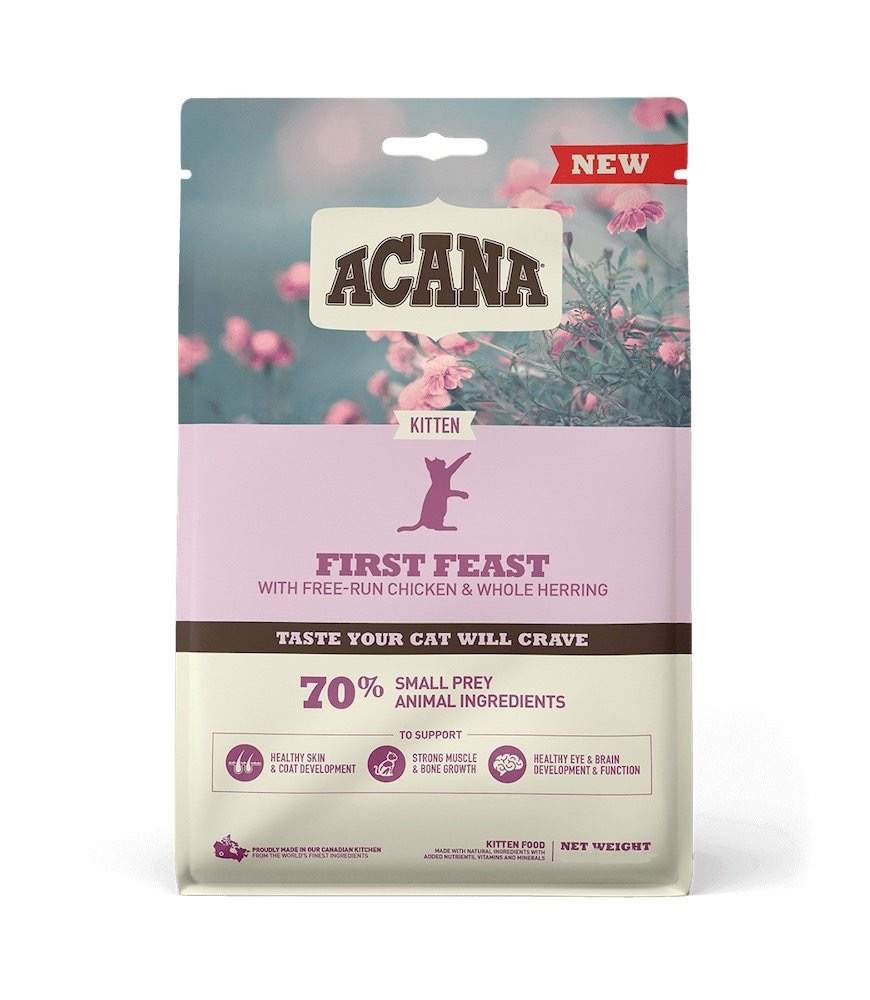 NEW
ACANA
KITTEN
FIRST FEAST
WITH FREE-RUN CHICKEN & WHOLE HERRING
TASTE YOUR CAT WILL CRAVE
70% SMALL PREY
ANIMAL INGREDIENTS
TO SUPPORT
HEALTHY SKIN
& COAT DEVELOPMENT
STRONG MUSCLE
& BONE GROWTH
HEALTHY EYE & BRAIN
DEVELOPMENT & FUNCTION
PROUDLY MADE IN OUR CANADIAN KITCHEN
FROM THE WORLD'S FINEST INGREDIENTS
KITTEN FOOD
MADE WITH NATURAL INGREDIENTS WITH
ADDED NUTRIENTS, VITAMINS AND MINERALS
NET WEIGHT